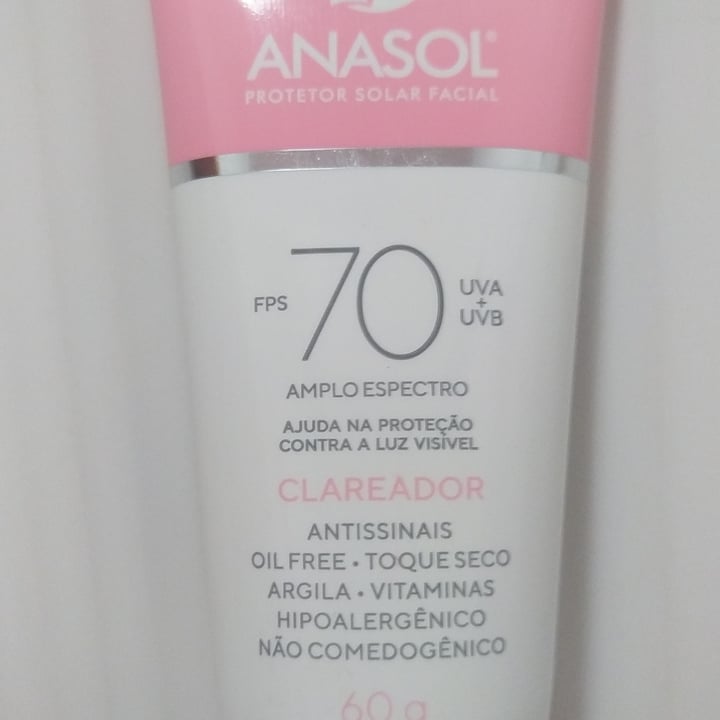 ANASOL®
PROTETOR SOLAR FACIAL
FPS 70 UVA + UVB
AMPLO ESPECTRO
AJUDA NA PROTEÇÃO
CONTRA A LUZ VISÍVEL
CLAREADOR
ANTISSINAIS
OIL FREE • TOQUE SECO
ARGILA • VITAMINAS
HIPOALERGÊNICO
NÃO COMEDOGÊNICO
60 g